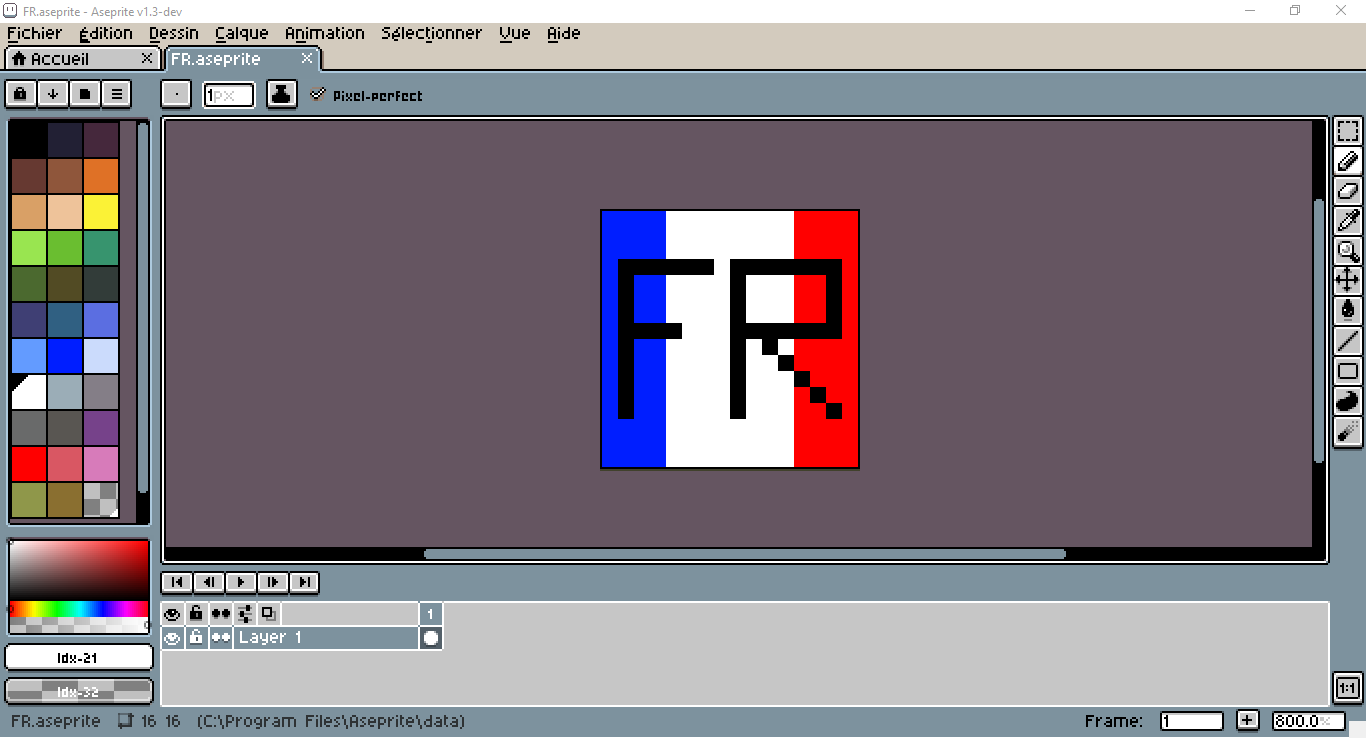 FR.aseprite - Aseprite v1.3-dev
Fichier Édition Dessin Calque Animation Sélectionner Vue Aide
Accueil FR.aseprite
1px Pixel-perfect
FR
1
Layer 1
Idx-21
Idx-32
1:1
FR.aseprite 16 16 (C:\Program Files\Aseprite\data) Frame: 1 + 800.0%